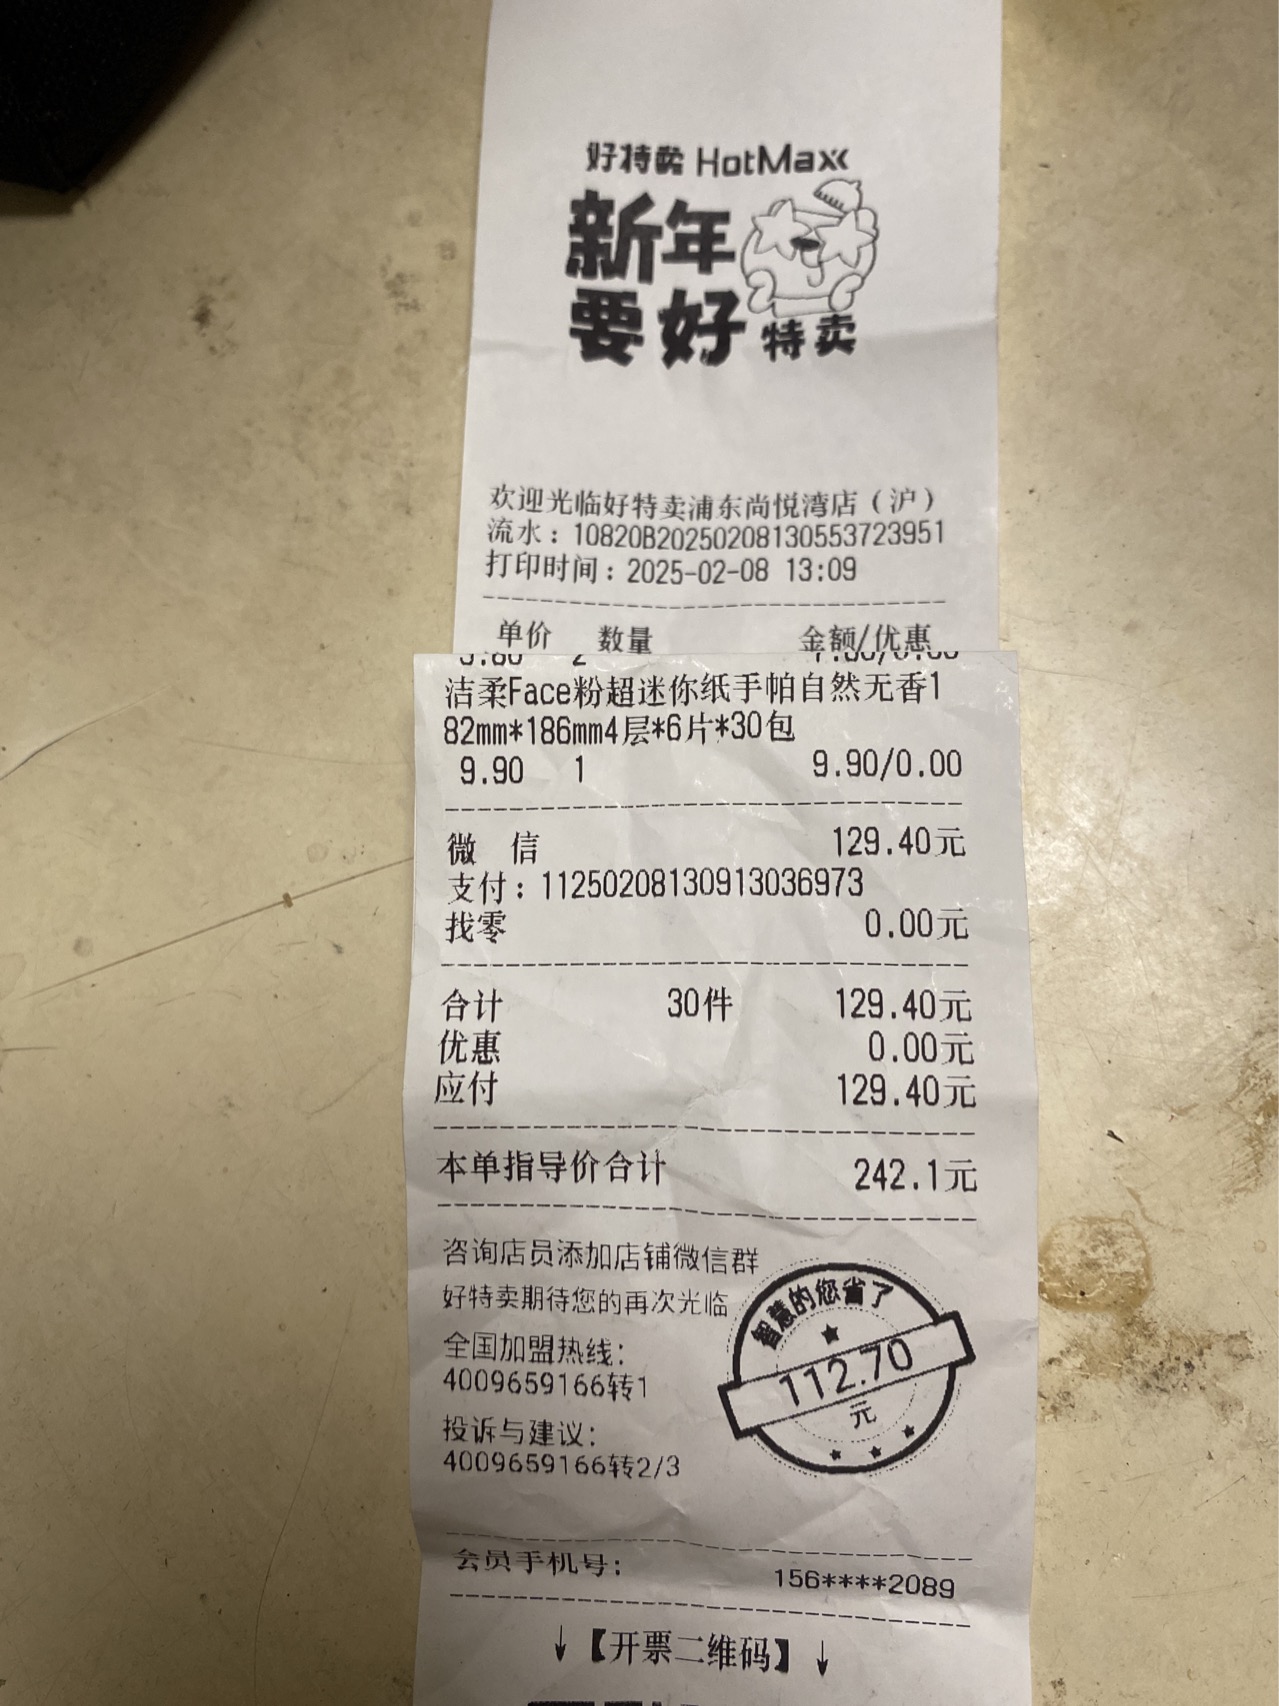 好特卖 HotMaxx
新年
要好特卖
欢迎光临好特卖浦东尚悦湾店（沪）
流水：10820B20250208130553723951
打印时间：2025-02-08 13:09
单价 数量 金额/优惠
洁柔Face粉超迷你纸手帕自然无香1
82mm*186mm4层*6片*30包
9.90 1 9.90/0.00
微 信 129.40元
支付：11250208130913036973
找零 0.00元
合计 30件 129.40元
优惠 0.00元
应付 129.40元
本单指导价合计 242.1元
咨询店员添加店铺微信群
好特卖期待您的再次光临
智慧的您省了
112.70
元
全国加盟热线：
4009659166转1
投诉与建议：
4009659166转2/3
会员手机号： 156****2089
↓【开票二维码】↓